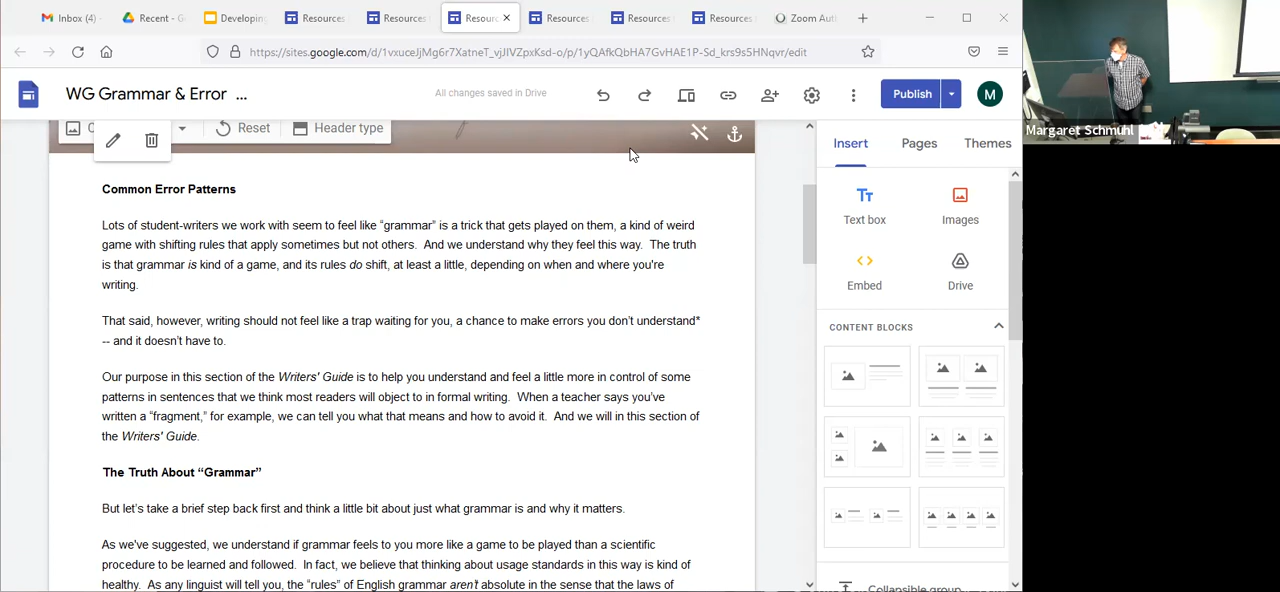 Inbox (4)
Recent - G
Developing
Resources
Resources
Resourc
Resources
Resources
Resources
Zoom Aut
https://sites.google.com/d/1vxuceJjMg6r7XatneT_vjJIVZpxKsd-o/p/1yQAfkQbHA7GvHAE1P-Sd_krs9s5HNqvr/edit
WG Grammar & Error ...
All changes saved in Drive
Publish
M
Reset
Header type
Insert
Pages
Themes
Text box
Images
Embed
Drive
CONTENT BLOCKS
Collapsible group
Margaret Schmuhl
Common Error Patterns
Lots of student-writers we work with seem to feel like “grammar” is a trick that gets played on them, a kind of weird
game with shifting rules that apply sometimes but not others. And we understand why they feel this way. The truth
is that grammar is kind of a game, and its rules do shift, at least a little, depending on when and where you're
writing.
That said, however, writing should not feel like a trap waiting for you, a chance to make errors you don’t understand*
-- and it doesn’t have to.
Our purpose in this section of the Writers' Guide is to help you understand and feel a little more in control of some
patterns in sentences that we think most readers will object to in formal writing. When a teacher says you’ve
written a “fragment,” for example, we can tell you what that means and how to avoid it. And we will in this section of
the Writers' Guide.
The Truth About “Grammar”
But let’s take a brief step back first and think a little bit about just what grammar is and why it matters.
As we've suggested, we understand if grammar feels to you more like a game to be played than a scientific
procedure to be learned and followed. In fact, we believe that thinking about usage standards in this way is kind of
healthy. As any linguist will tell you, the “rules” of English grammar aren’t absolute in the sense that the laws of